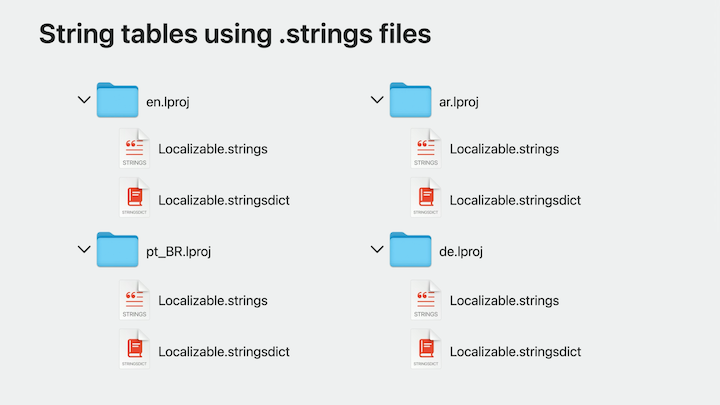 String tables using .strings files
en.lproj
STRINGS
Localizable.strings
STRINGSDICT
Localizable.stringsdict
ar.lproj
STRINGS
Localizable.strings
STRINGSDICT
Localizable.stringsdict
pt_BR.lproj
STRINGS
Localizable.strings
STRINGSDICT
Localizable.stringsdict
de.lproj
STRINGS
Localizable.strings
STRINGSDICT
Localizable.stringsdict